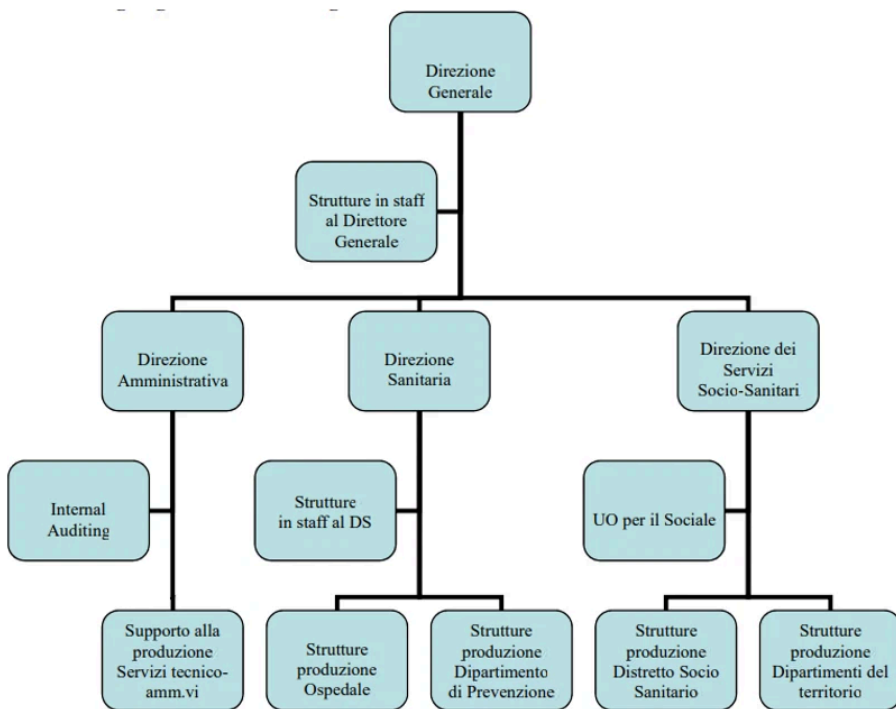 Direzione
Generale
Strutture in staff
al Direttore
Generale
Direzione
Amministrativa
Direzione
Sanitaria
Direzione dei
Servizi
Socio-Sanitari
Internal
Auditing
Strutture
in staff al DS
UO per il Sociale
Supporto alla
produzione
Servizi tecnico-
amm.vi
Strutture
produzione
Ospedale
Strutture
produzione
Dipartimento
di Prevenzione
Strutture
produzione
Distretto Socio
Sanitario
Strutture
produzione
Dipartimenti del
territorio